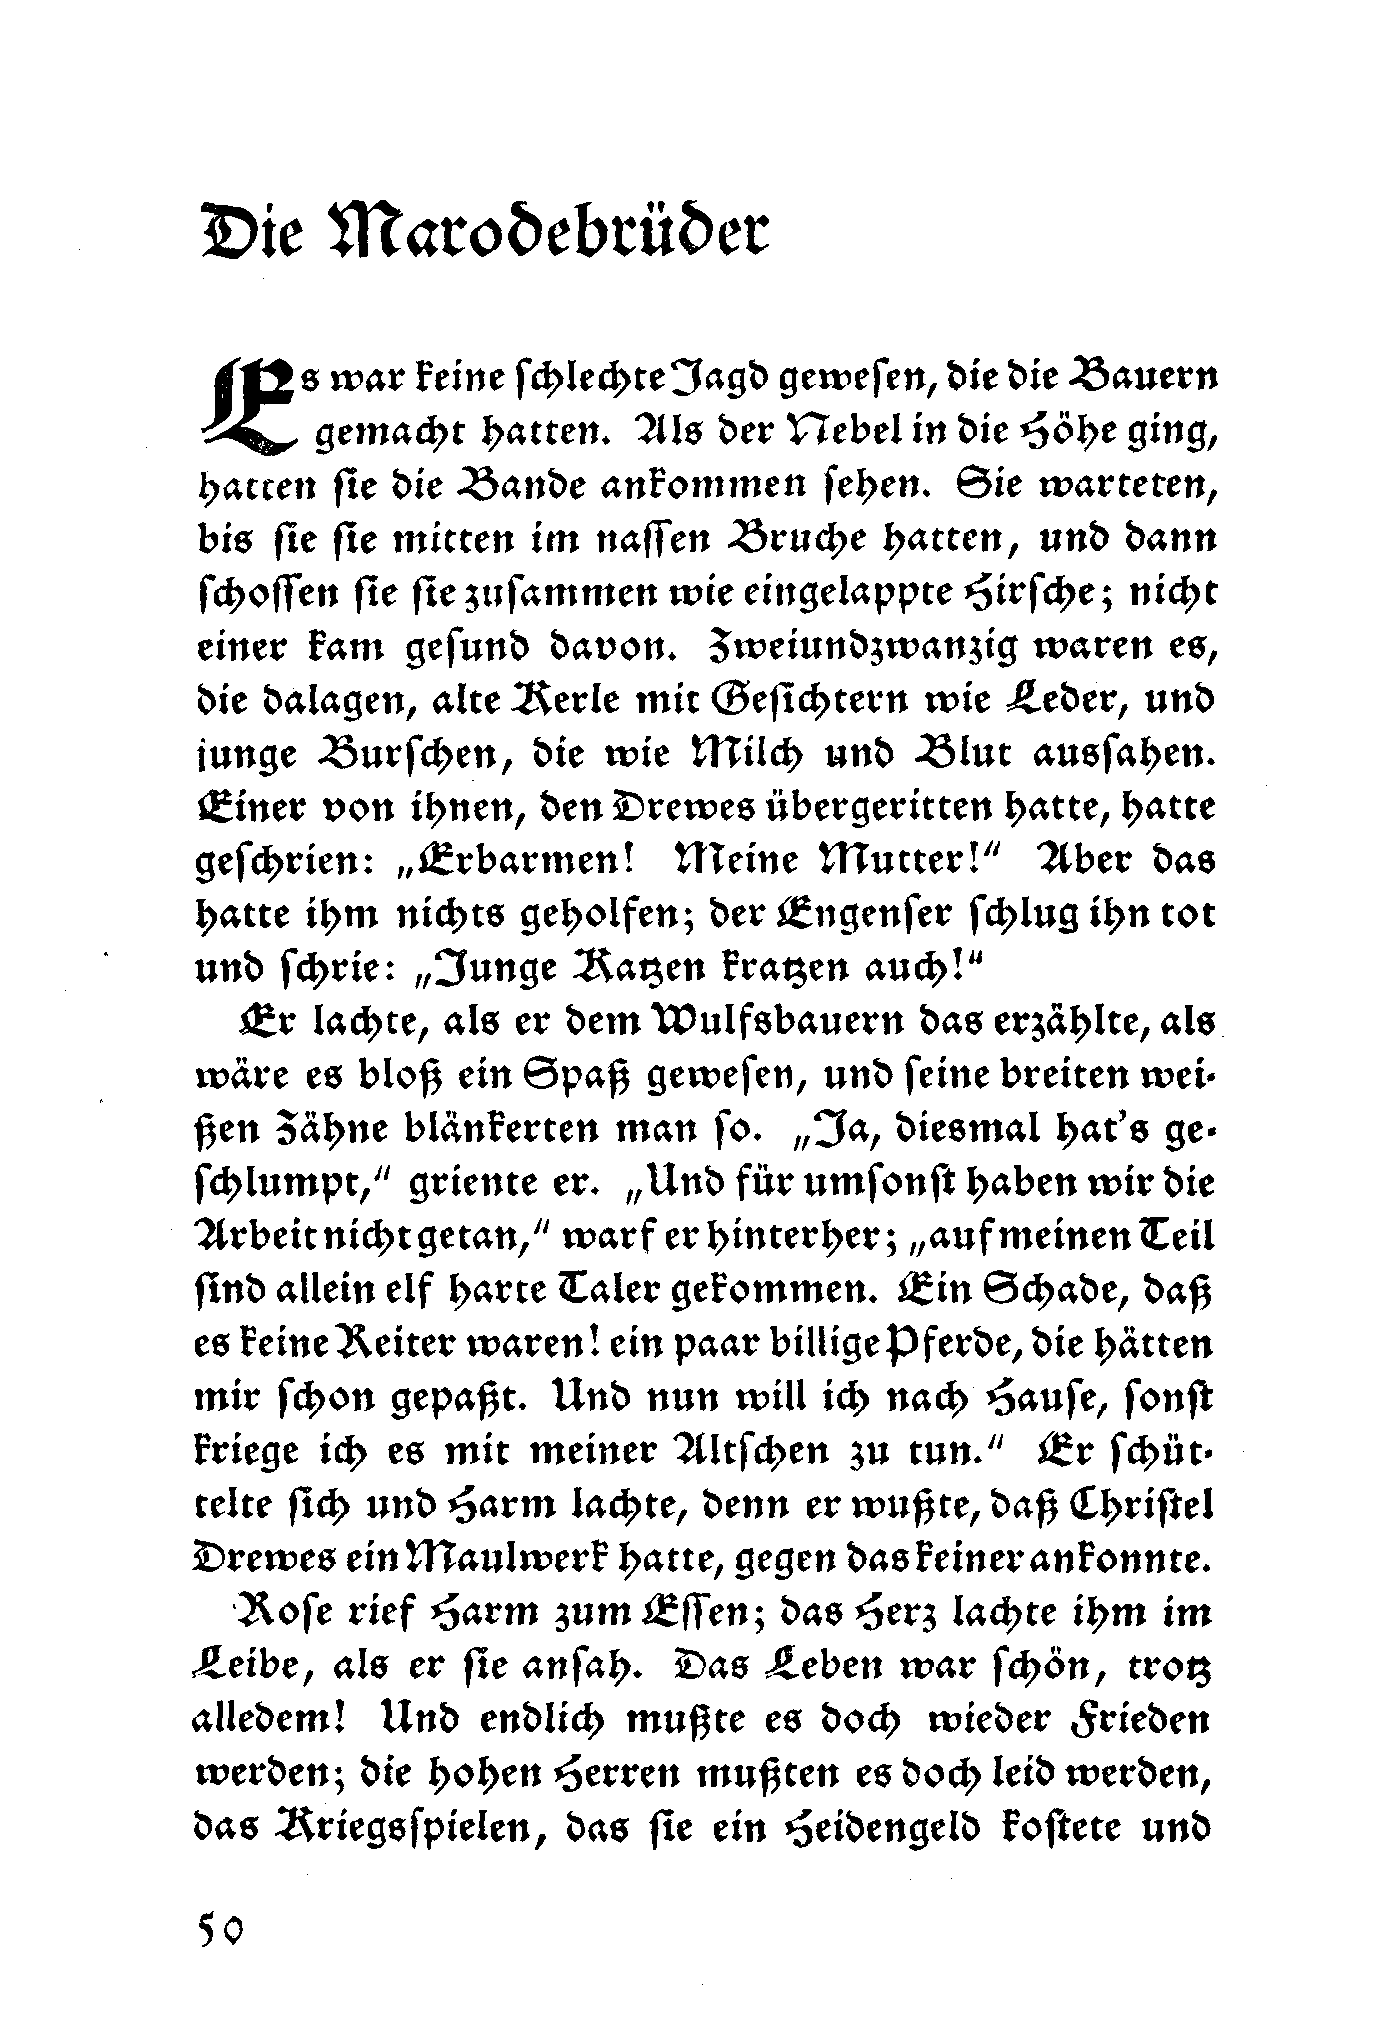 Die Marodebrüder
Es war keine schlechte Jagd gewesen, die die Bauern
gemacht hatten. Als der Nebel in die Höhe ging,
hatten sie die Bande ankommen sehen. Sie warteten,
bis sie sie mitten im nassen Bruche hatten, und dann
schossen sie sie zusammen wie eingelappte Hirsche; nicht
einer kam gesund davon. Zweiundzwanzig waren es,
die dalagen, alte Kerle mit Gesichtern wie Leder, und
junge Burschen, die wie Milch und Blut aussahen.
Einer von ihnen, den Drewes übergeritten hatte, hatte
geschrien: „Erbarmen! Meine Mutter!“ Aber das
hatte ihm nichts geholfen; der Engenser schlug ihn tot
und schrie: „Junge Katzen kratzen auch!“
Er lachte, als er dem Wulfsbauern das erzählte, als
wäre es bloß ein Spaß gewesen, und seine breiten wei-
ßen Zähne blänkerten man so. „Ja, diesmal hat's ge-
schlumpt,“ griente er. „Und für umsonst haben wir die
Arbeit nicht getan,“ warf er hinterher; „auf meinen Teil
sind allein elf harte Taler gekommen. Ein Schade, daß
es keine Reiter waren! ein paar billige Pferde, die hätten
mir schon gepaßt. Und nun will ich nach Hause, sonst
kriege ich es mit meiner Altschen zu tun.“ Er schüt-
telte sich und Harm lachte, denn er wußte, daß Christel
Drewes ein Maulwerk hatte, gegen das keiner ankonnte.
Rose rief Harm zum Essen; das Herz lachte ihm im
Leibe, als er sie ansah. Das Leben war schön, trotz
alledem! Und endlich mußte es doch wieder Frieden
werden; die hohen Herren mußten es doch leid werden,
das Kriegsspielen, das sie ein Heidengeld kostete und
50